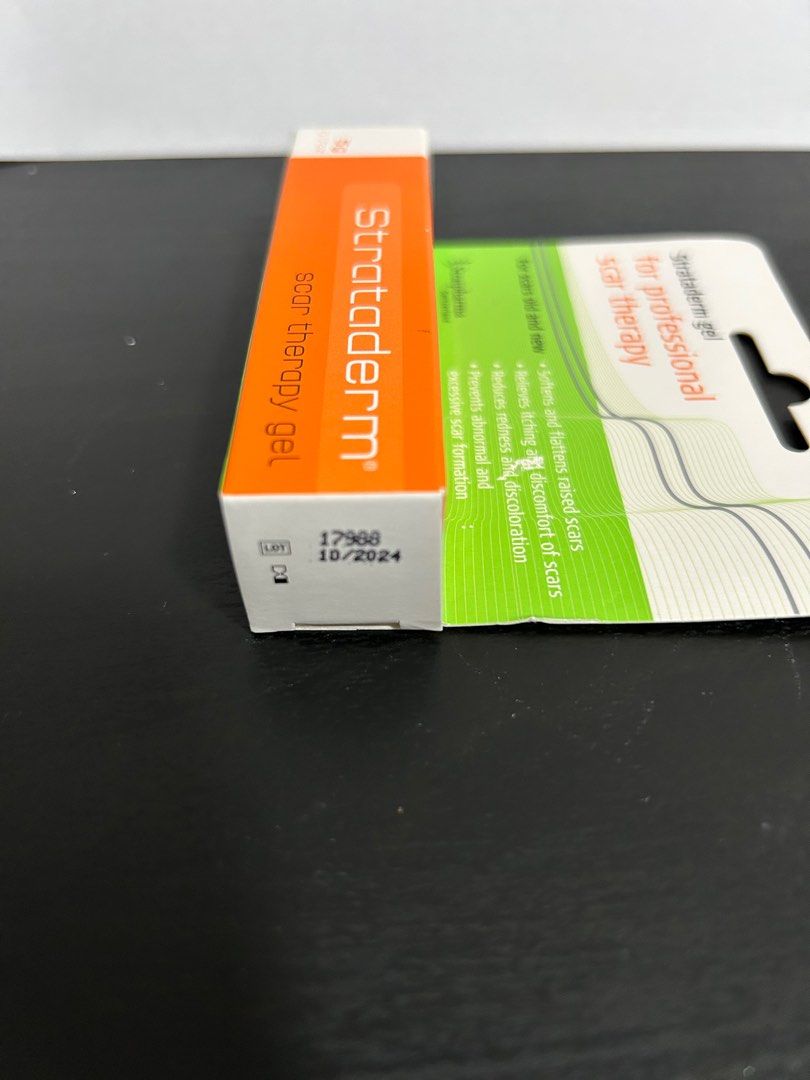 Strataderm®
scar therapy gel
LOT
17988
10/2024
Strataderm gel
for professional
scar therapy
For scars old and new
• Softens and flattens raised scars
• Relieves itching and discomfort of scars
• Reduces redness and discoloration
• Prevents abnormal and
excessive scar formation